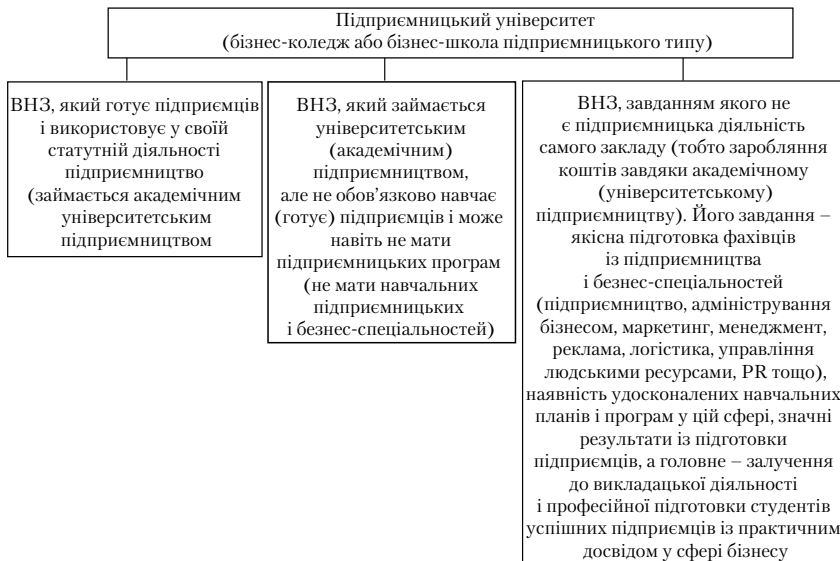 Підприємницький університет
(бізнес-коледж або бізнес-школа підприємницького типу)
ВНЗ, який готує підприємців
і використовує у своїй
статутній діяльності
підприємництво
(займається академічним
університетським
підприємництвом
ВНЗ, який займається
університетським
(академічним)
підприємництвом,
але не обов’язково навчає
(готує) підприємців і може
навіть не мати
підприємницьких програм
(не мати навчальних
підприємницьких
і безнес-спеціальностей)
ВНЗ, завданням якого не
є підприємницька діяльність
самого закладу (тобто заробляння
коштів завдяки академічному
(університетському)
підприємництву). Його завдання –
якісна підготовка фахівців
із підприємництва
і безнес-спеціальностей
(підприємництво, адміністрування
бізнесом, маркетинг, менеджмент,
реклама, логістика, управління
людськими ресурсами, PR тощо),
наявність удосконалених навчальних
планів і програм у цій сфері, значні
результати із підготовки
підприємців, а головне – залучення
до викладацької діяльності
і професійної підготовки студентів
успішних підприємців із практичним
досвідом у сфері бізнесу